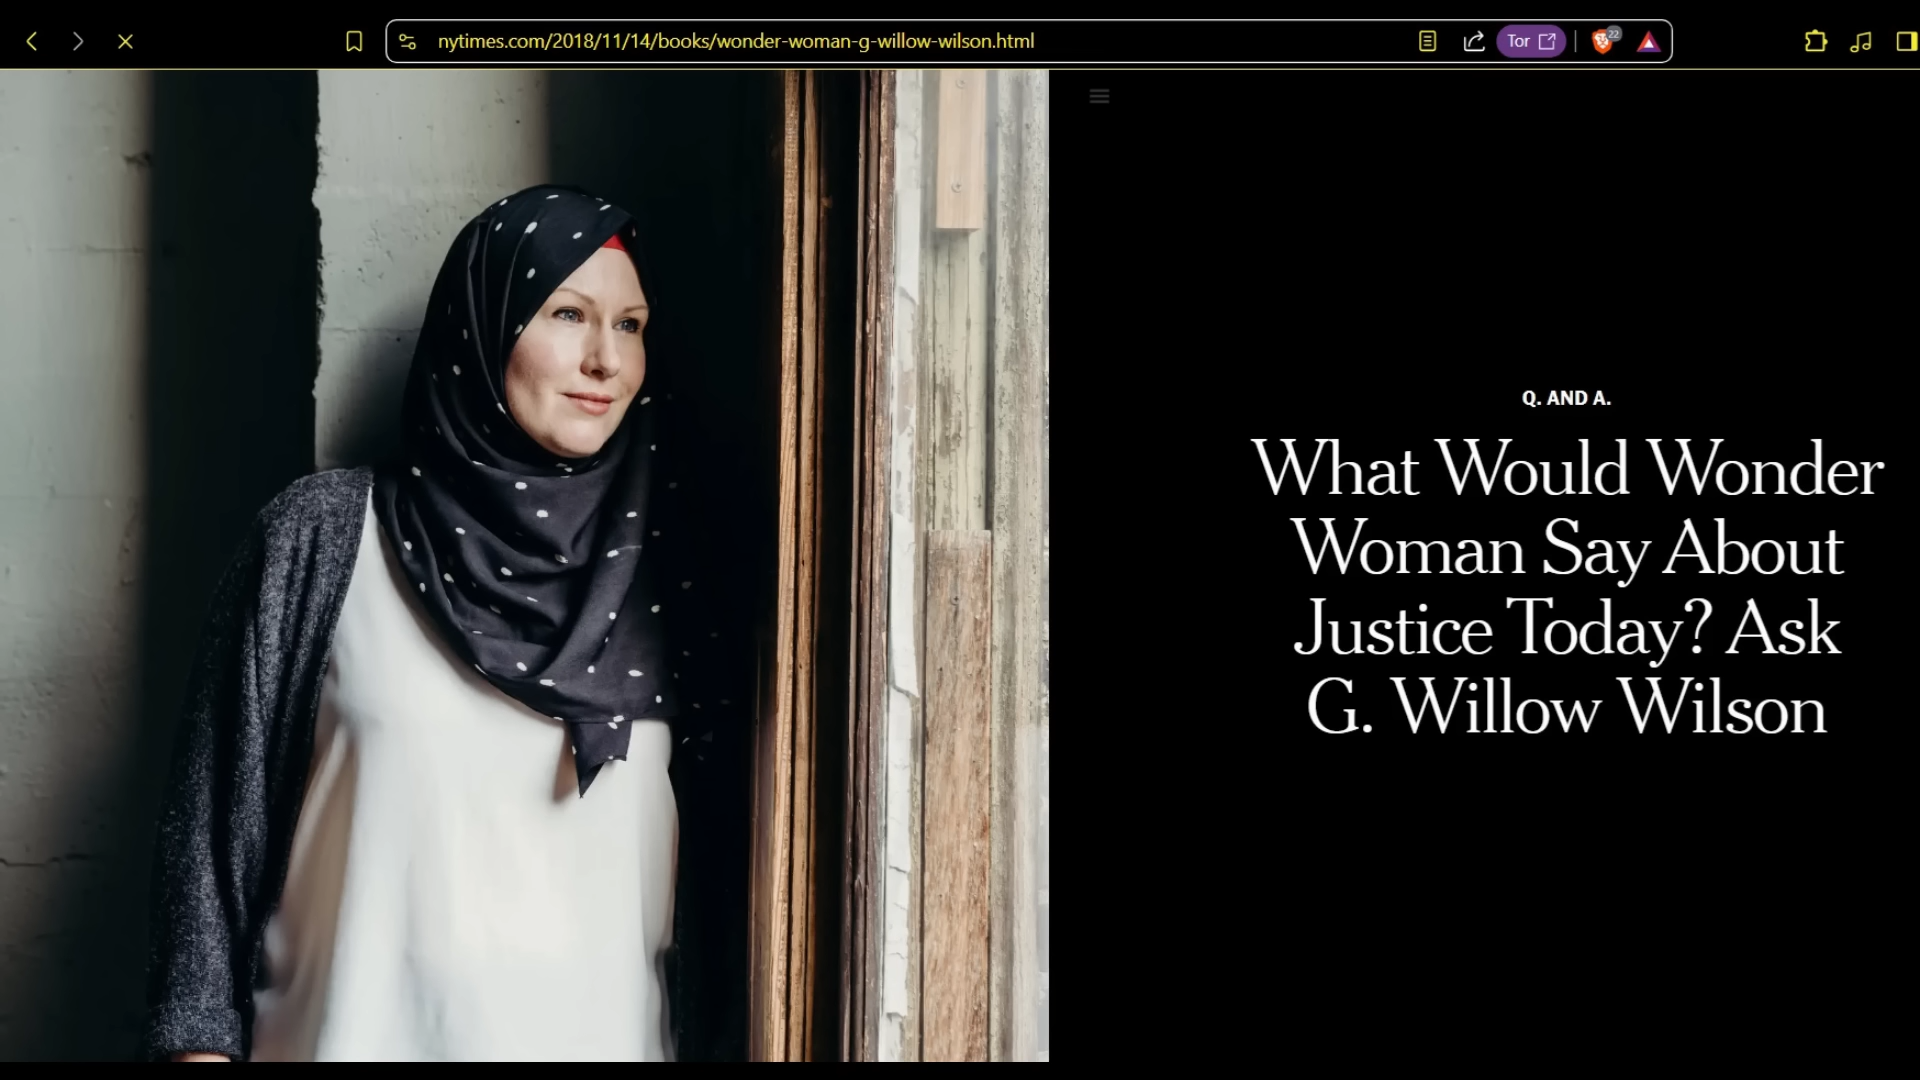 nytimes.com/2018/11/14/books/wonder-woman-g-willow-wilson.html
Tor
22
Q. AND A.
What Would Wonder
Woman Say About
Justice Today? Ask
G. Willow Wilson